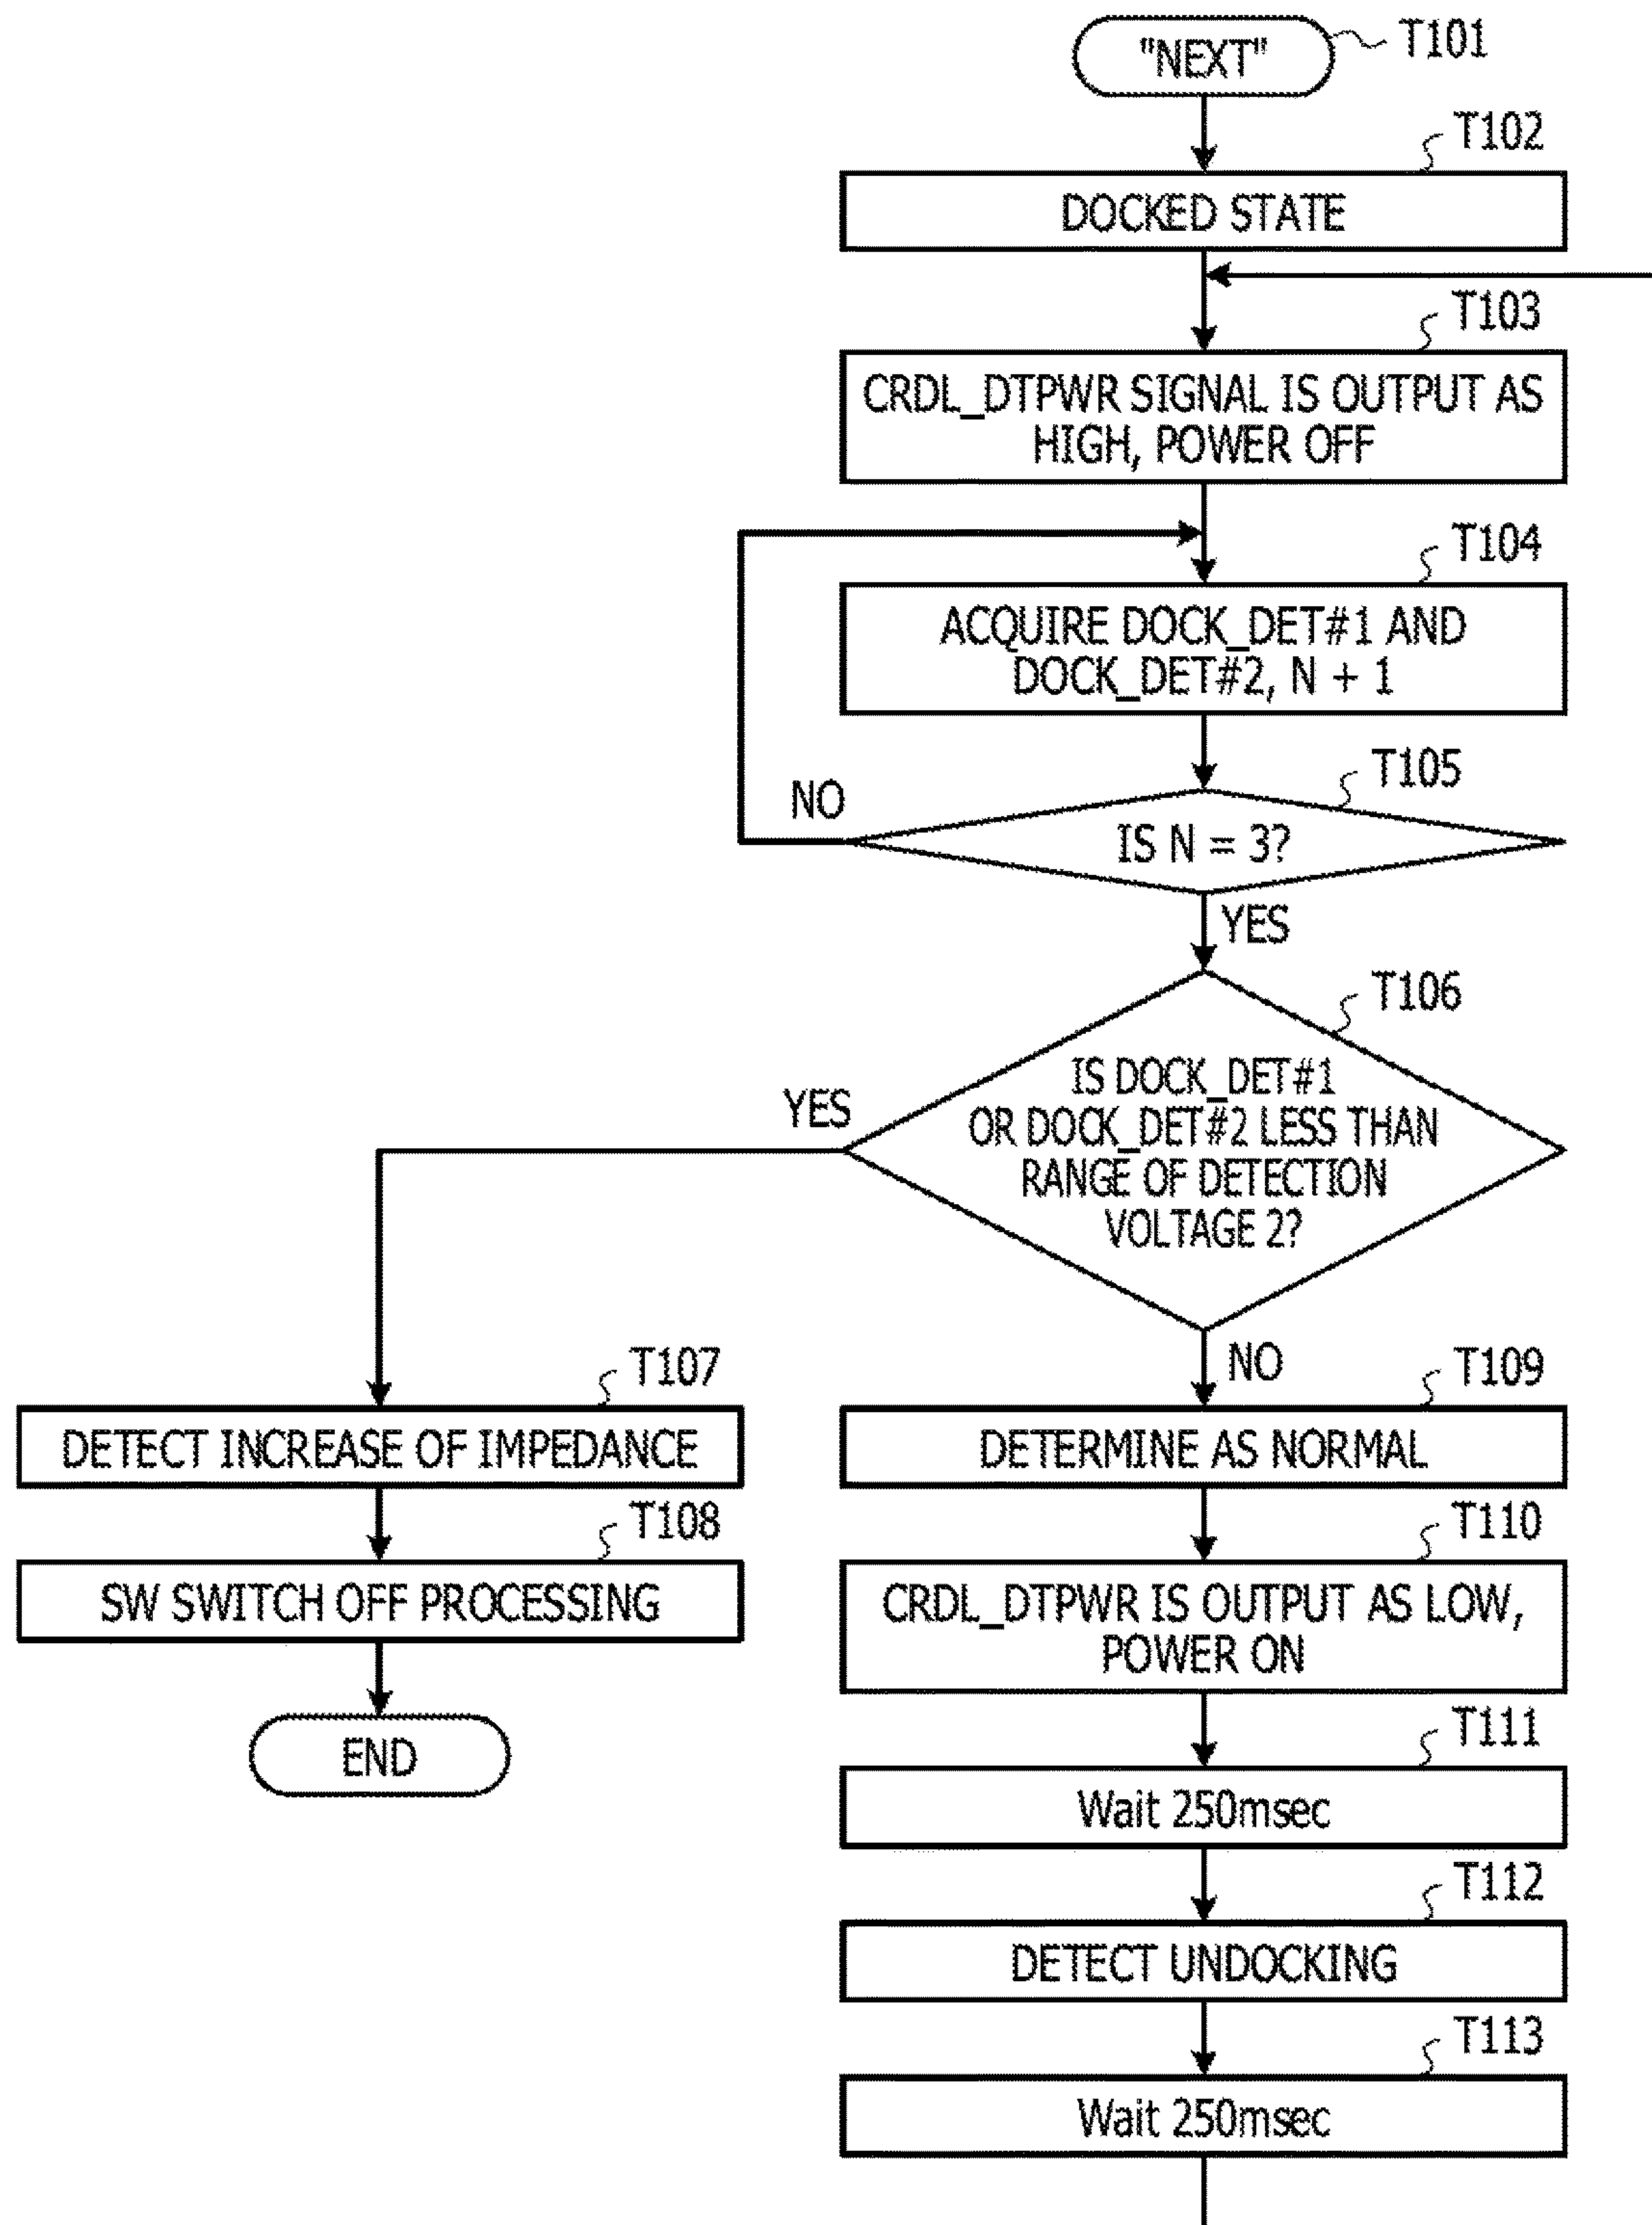 "NEXT"
T101
T102
DOCKED STATE
T103
CRDL_DTPWR SIGNAL IS OUTPUT AS
HIGH, POWER OFF
T104
ACQUIRE DOCK_DET#1 AND
DOCK_DET#2, N + 1
T105
NO
IS N = 3?
YES
T106
IS DOCK_DET#1
OR DOCK_DET#2 LESS THAN
RANGE OF DETECTION
VOLTAGE 2?
YES
NO
T107
DETECT INCREASE OF IMPEDANCE
T108
SW SWITCH OFF PROCESSING
END
T109
DETERMINE AS NORMAL
T110
CRDL_DTPWR IS OUTPUT AS LOW,
POWER ON
T111
Wait 250msec
T112
DETECT UNDOCKING
T113
Wait 250msec